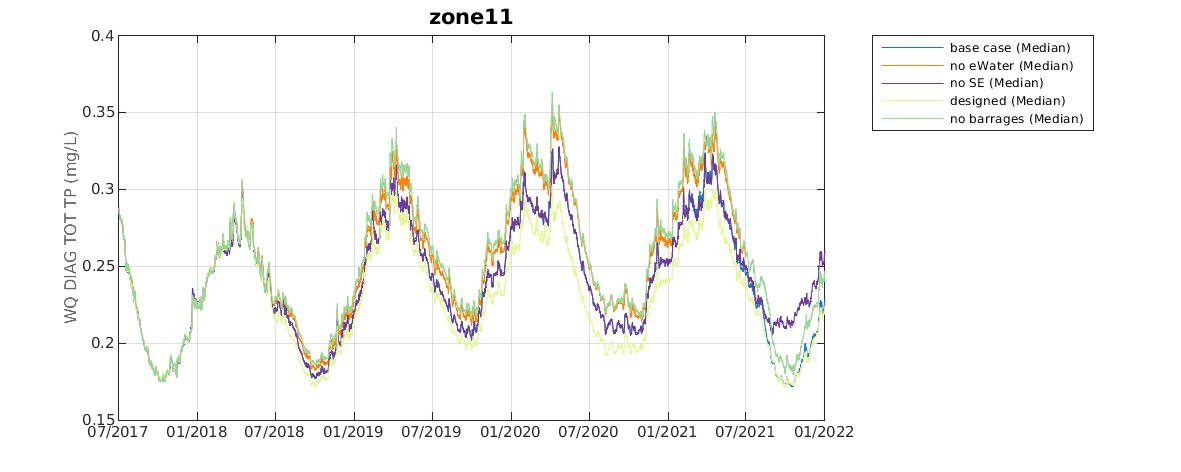 zone11
0.4
0.35
0.3
0.25
0.2
0.15
WQ DIAG TOT TP (mg/L)
07/2017 01/2018 07/2018 01/2019 07/2019 01/2020 07/2020 01/2021 07/2021 01/2022
base case (Median)
no eWater (Median)
no SE (Median)
designed (Median)
no barrages (Median)